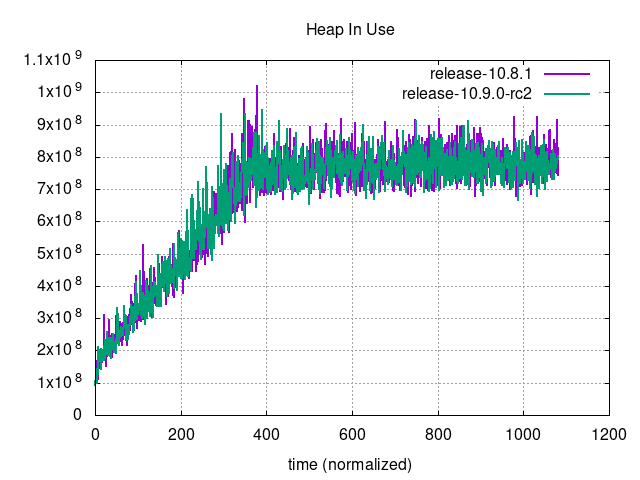 Heap In Use
release-10.8.1
release-10.9.0-rc2
1.1x10⁹
1x10⁹
9x10⁸
8x10⁸
7x10⁸
6x10⁸
5x10⁸
4x10⁸
3x10⁸
2x10⁸
1x10⁸
0
0 200 400 600 800 1000 1200
time (normalized)